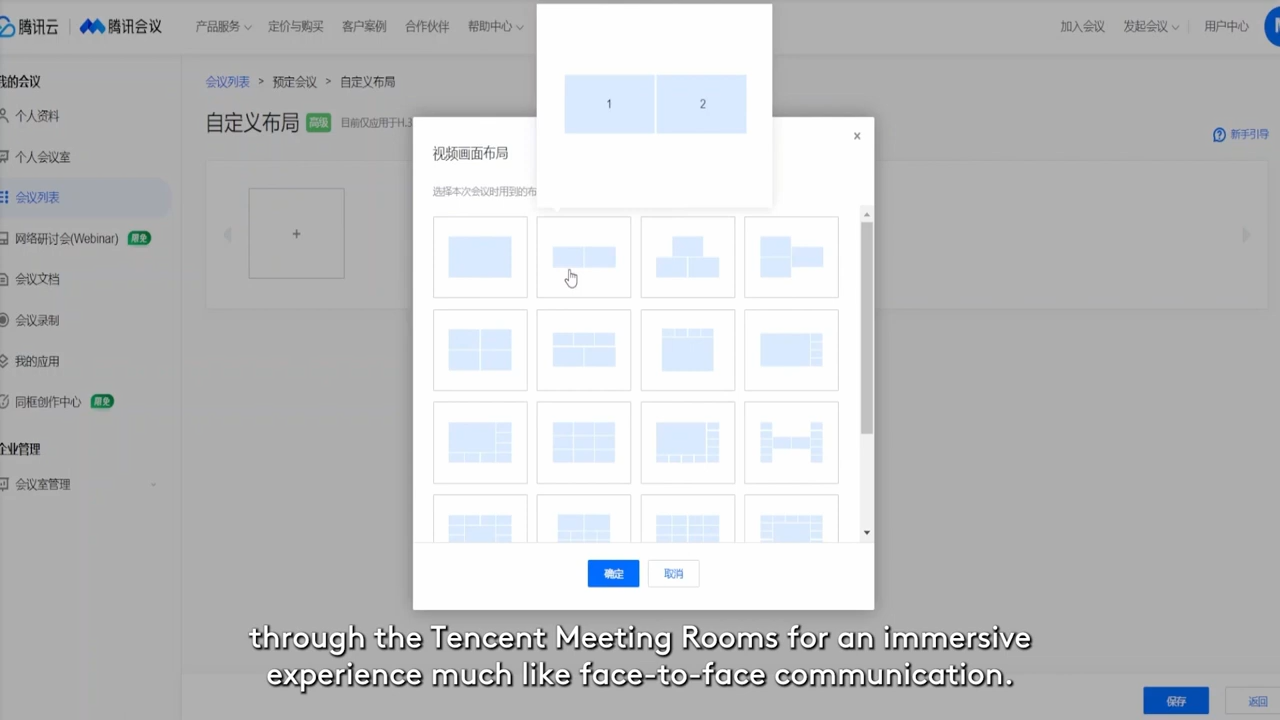 腾讯云 腾讯会议 产品服务 定价与购买 客户案例 合作伙伴 帮助中心 加入会议 发起会议 用户中心
我的会议
个人资料
个人会议室
会议列表
网络研讨会(Webinar) 限免
会议文档
会议录制
我的应用
同框创作中心 限免
企业管理
会议室管理
会议列表 > 预定会议 > 自定义布局
自定义布局 高级 目前仅应用于H.3
新手引导
+
1 2
视频画面布局
×
选择本次会议时用到的布
确定 取消
through the Tencent Meeting Rooms for an immersive
experience much like face-to-face communication.
保存 返回